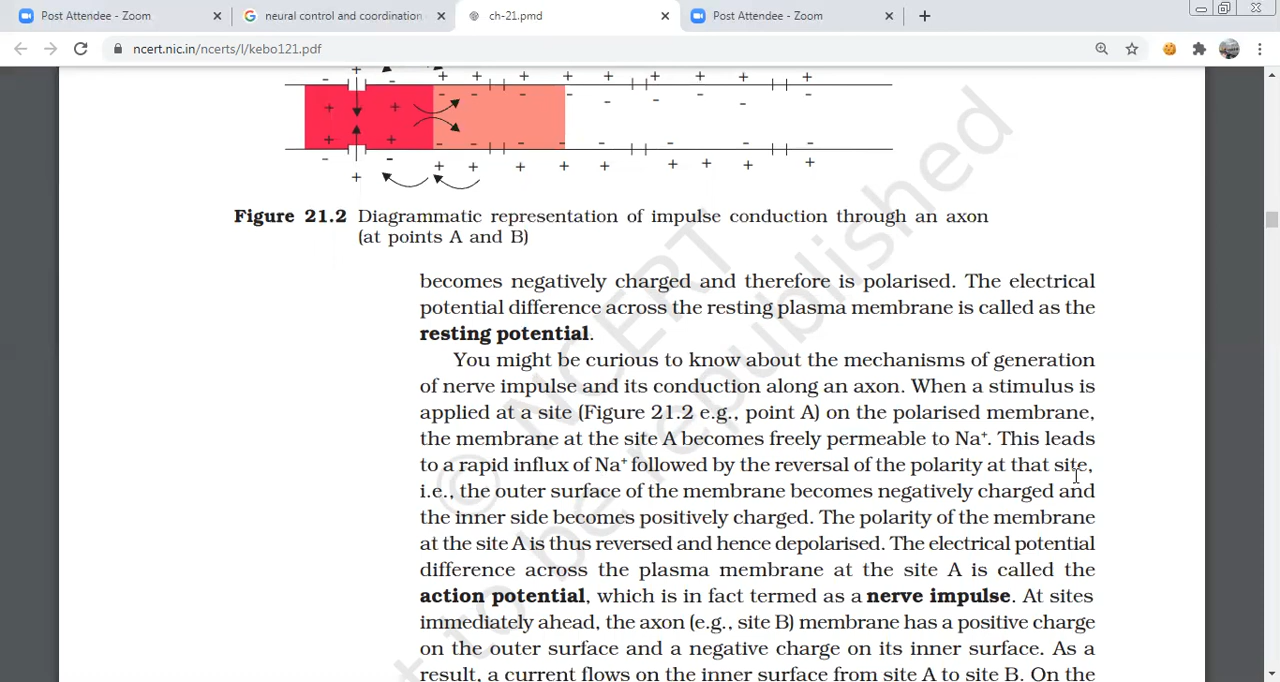 Post Attendee - Zoom
neural control and coordination
ch-21.pmd
Post Attendee - Zoom
ncert.nic.in/ncerts/l/kebo121.pdf
Figure 21.2 Diagrammatic representation of impulse conduction through an axon
(at points A and B)
becomes negatively charged and therefore is polarised. The electrical
potential difference across the resting plasma membrane is called as the
resting potential.
You might be curious to know about the mechanisms of generation
of nerve impulse and its conduction along an axon. When a stimulus is
applied at a site (Figure 21.2 e.g., point A) on the polarised membrane,
the membrane at the site A becomes freely permeable to Na⁺. This leads
to a rapid influx of Na⁺ followed by the reversal of the polarity at that site,
i.e., the outer surface of the membrane becomes negatively charged and
the inner side becomes positively charged. The polarity of the membrane
at the site A is thus reversed and hence depolarised. The electrical potential
difference across the plasma membrane at the site A is called the
action potential, which is in fact termed as a nerve impulse. At sites
immediately ahead, the axon (e.g., site B) membrane has a positive charge
on the outer surface and a negative charge on its inner surface. As a
result, a current flows on the inner surface from site A to site B. On the
© NCERT
not to be republished